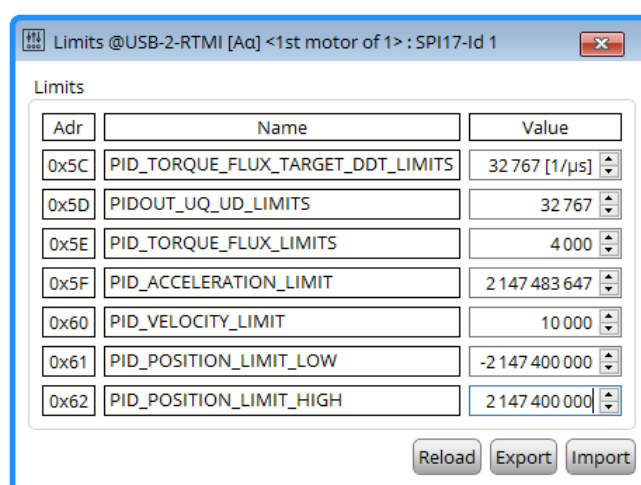 Limits @USB-2-RTMI [Aα] <1st motor of 1> : SPI17-Id 1
Limits
Adr Name Value
0x5C PID_TORQUE_FLUX_TARGET_DDT_LIMITS 32 767 [1/µs]
0x5D PIDOUT_UQ_UD_LIMITS 32 767
0x5E PID_TORQUE_FLUX_LIMITS 4 000
0x5F PID_ACCELERATION_LIMIT 2 147 483 647
0x60 PID_VELOCITY_LIMIT 10 000
0x61 PID_POSITION_LIMIT_LOW -2 147 400 000
0x62 PID_POSITION_LIMIT_HIGH 2 147 400 000
Reload Export Import